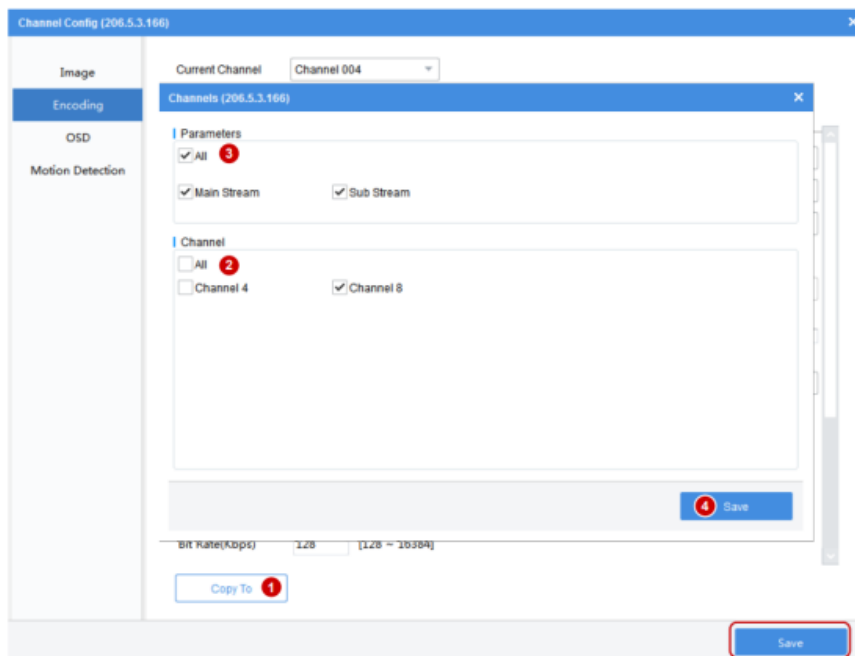 Channel Config (206.5.3.166)
Image
Current Channel Channel 004
Encoding
Channels (206.5.3.166)
OSD
Parameters
All 3
Motion Detection
Main Stream Sub Stream
Channel
All 2
Channel 4 Channel 8
4 Save
Bit Rate(Kbps) 128 [128 ~ 16384]
Copy To 1
Save